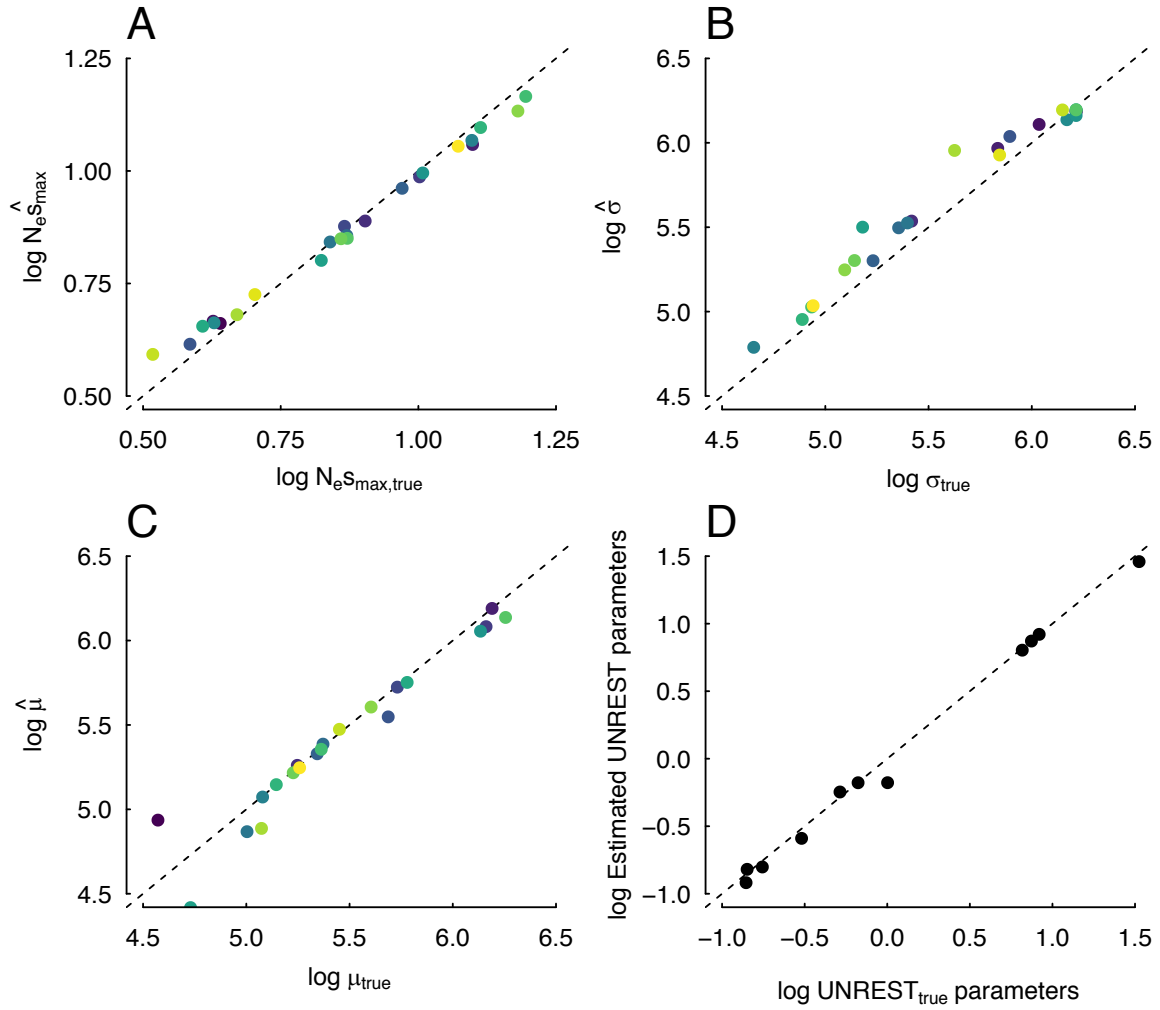 A
1.25
1.00
0.75
0.50
log N̂ₑs_max
0.50 0.75 1.00 1.25
log Nₑs_max,true
B
6.5
6.0
5.5
5.0
4.5
log σ̂
4.5 5.0 5.5 6.0 6.5
log σ_true
C
6.5
6.0
5.5
5.0
4.5
log μ̂
4.5 5.0 5.5 6.0 6.5
log μ_true
D
1.5
1.0
0.5
0.0
−0.5
−1.0
log Estimated UNREST parameters
−1.0 −0.5 0.0 0.5 1.0 1.5
log UNREST_true parameters